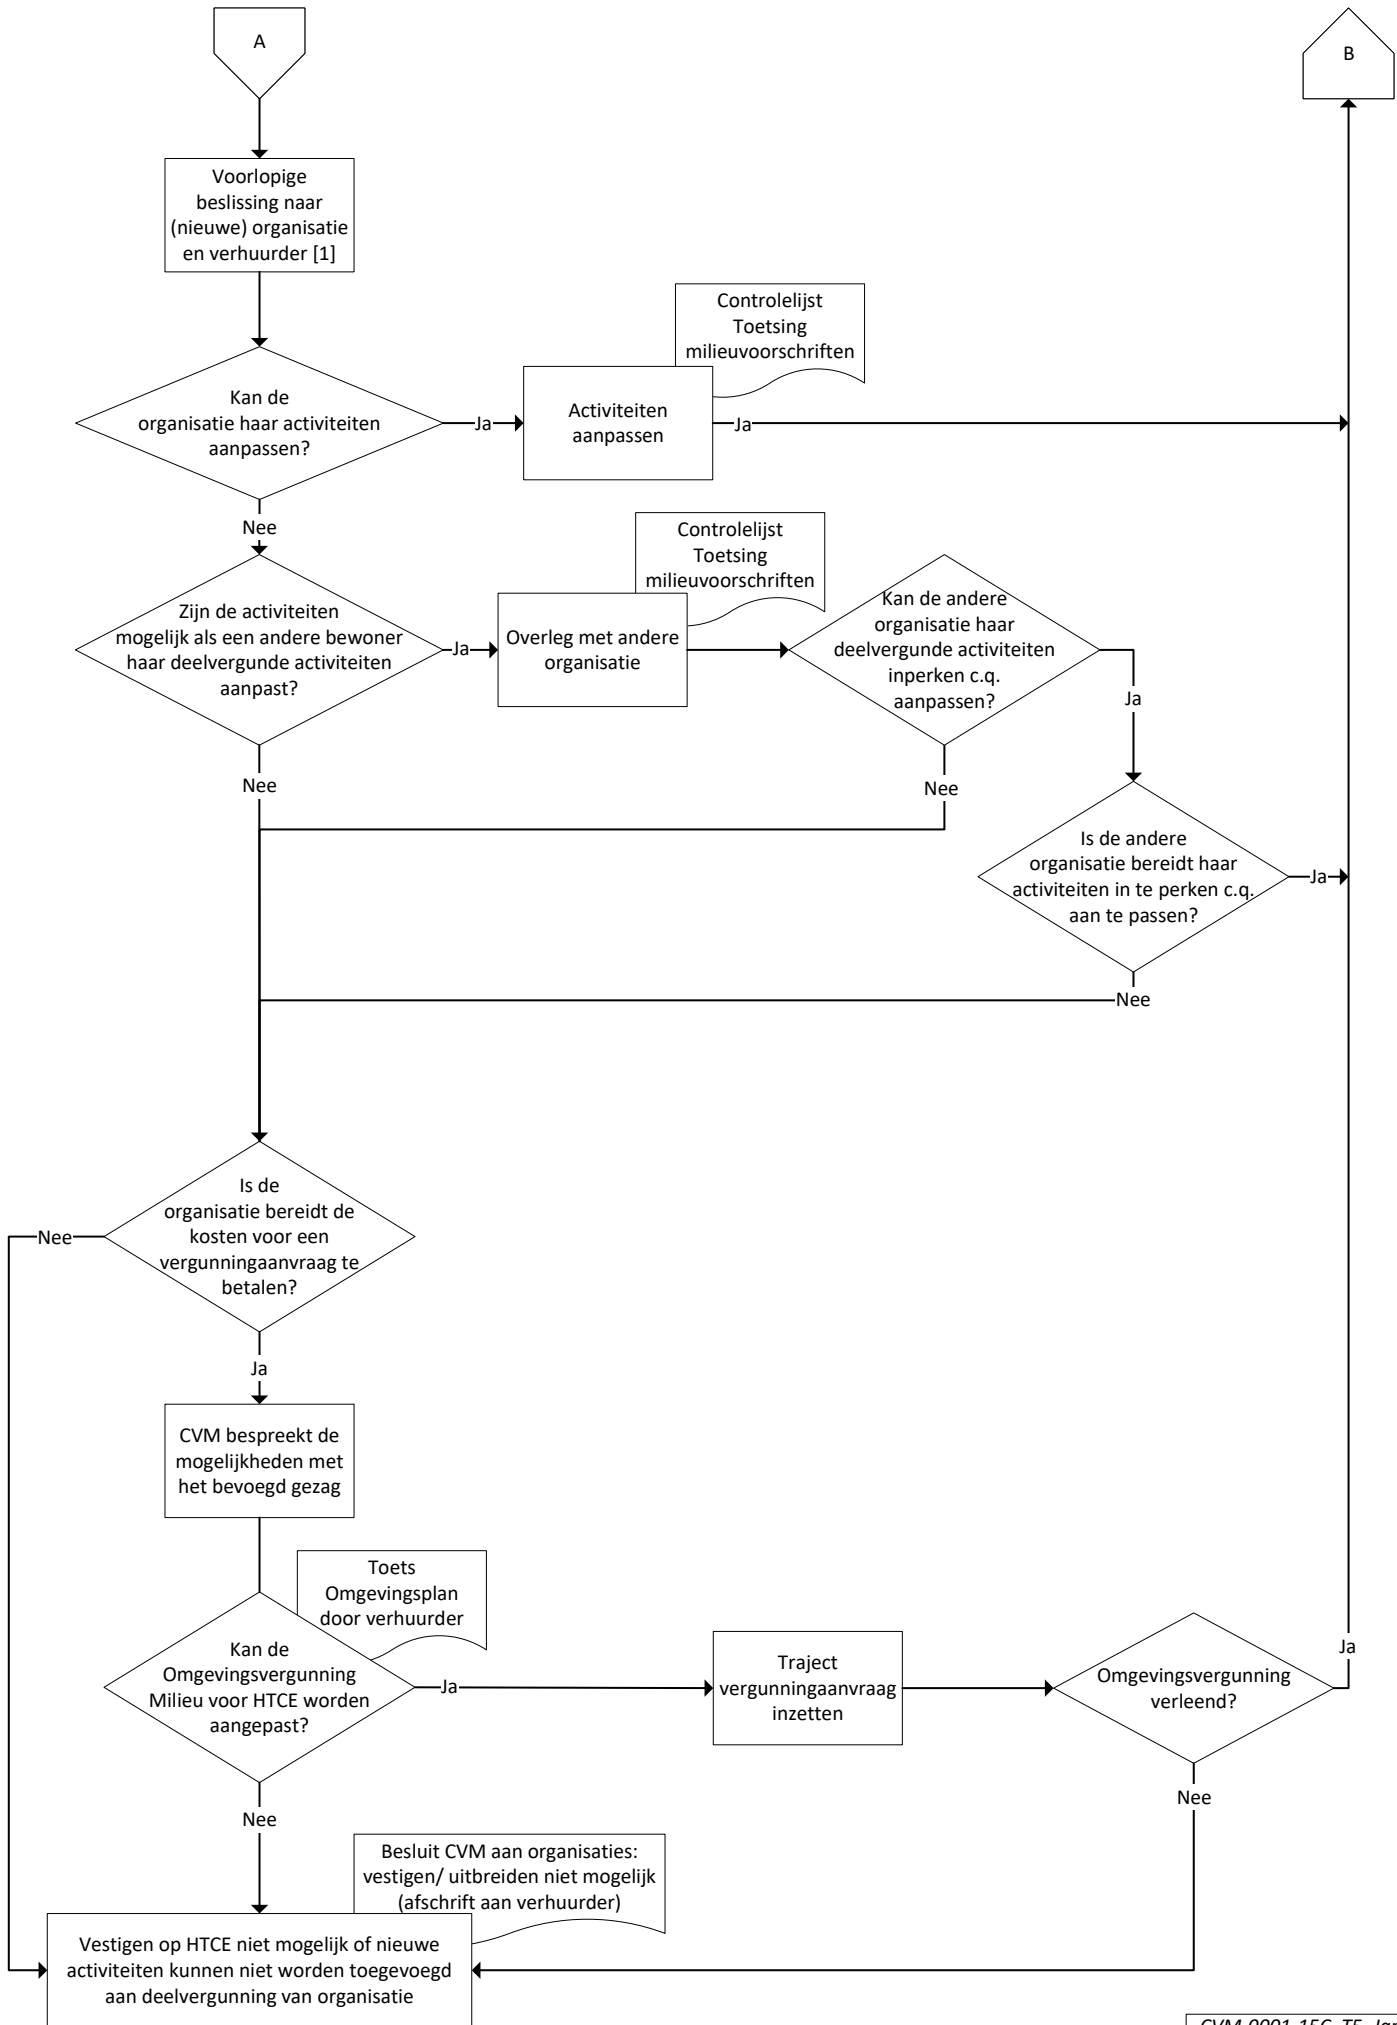 A
B
Voorlopige
beslissing naar
(nieuwe) organisatie
en verhuurder [1]
Controlelijst
Toetsing
milieuvoorschriften
Kan de
organisatie haar activiteiten
aanpassen?
Ja
Activiteiten
aanpassen
Ja
Nee
Controlelijst
Toetsing
milieuvoorschriften
Zijn de activiteiten
mogelijk als een andere bewoner
haar deelvergunde activiteiten
aanpast?
Ja
Overleg met andere
organisatie
Kan de andere
organisatie haar
deelvergunde activiteiten
inperken c.q.
aanpassen?
Ja
Nee
Nee
Is de andere
organisatie bereidt haar
activiteiten in te perken c.q.
aan te passen?
Ja
Nee
Is de
organisatie bereidt de
kosten voor een
vergunningaanvraag te
betalen?
Nee
Ja
CVM bespreekt de
mogelijkheden met
het bevoegd gezag
Toets
Omgevingsplan
door verhuurder
Kan de
Omgevingsvergunning
Milieu voor HTCE worden
aangepast?
Ja
Traject
vergunningaanvraag
inzetten
Omgevingsvergunning
verleend?
Ja
Nee
Nee
Besluit CVM aan organisaties:
vestigen/ uitbreiden niet mogelijk
(afschrift aan verhuurder)
Vestigen op HTCE niet mogelijk of nieuwe
activiteiten kunnen niet worden toegevoegd
aan deelvergunning van organisatie